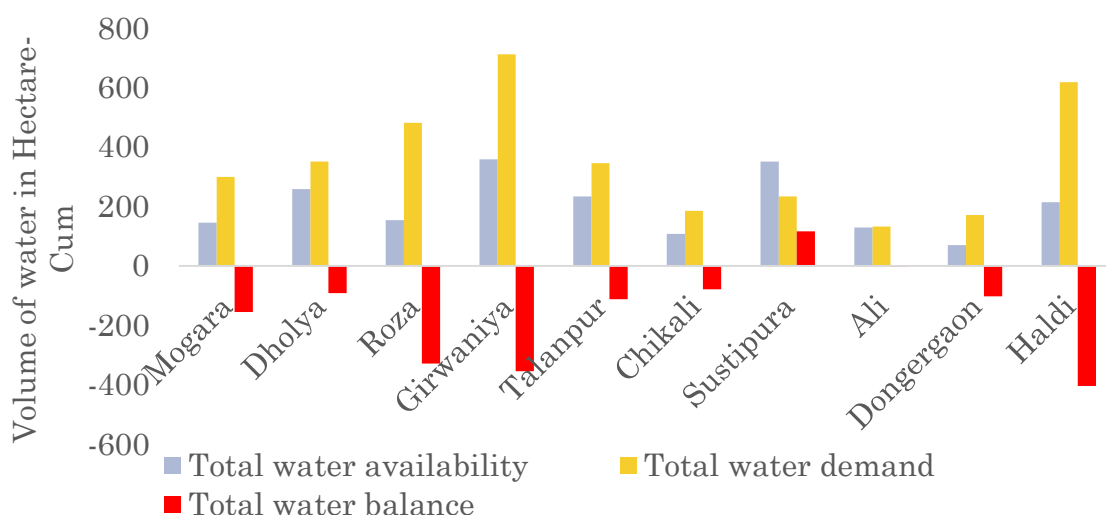 Volume of water in Hectare-
Cum
800
600
400
200
0
-200
-400
-600
Mogara
Dholya
Roza
Girwaniya
Talanpur
Chikali
Sustipura
Ali
Dongergaon
Haldi
Total water availability
Total water demand
Total water balance